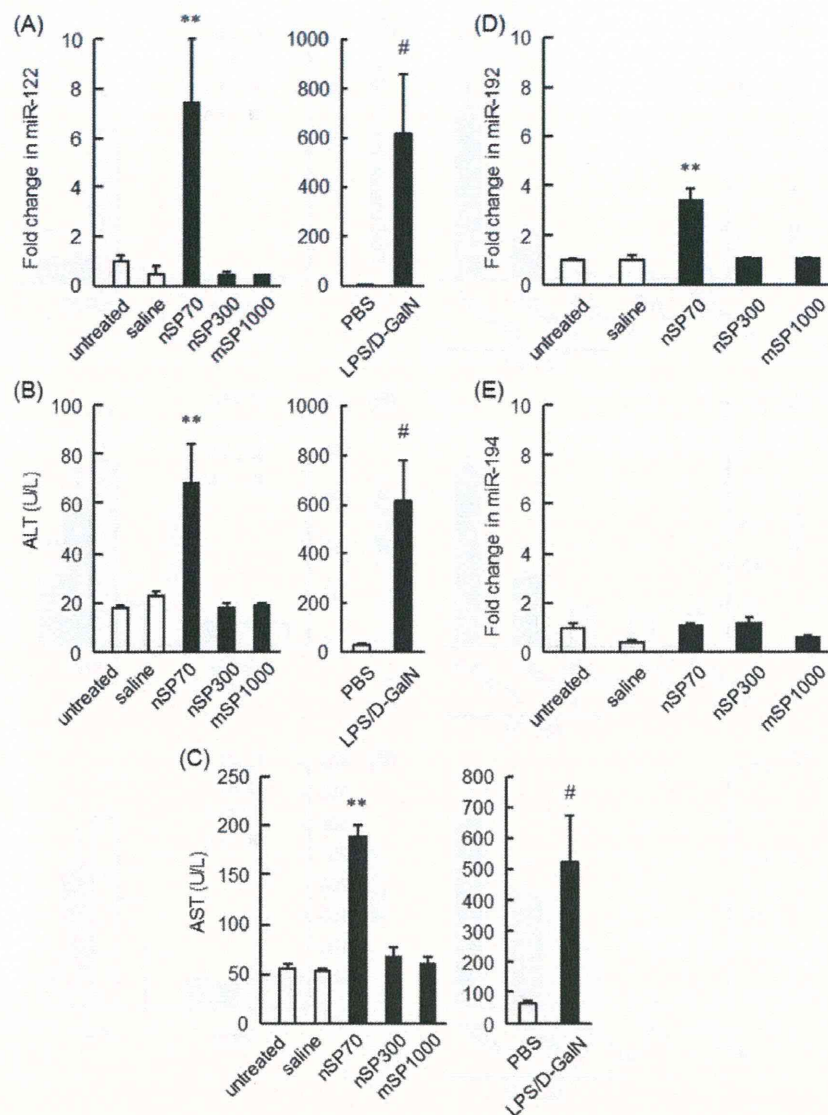 (A)
Fold change in miR-122
10
8
6
4
2
0
**
untreated
saline
nSP70
nSP300
mSP1000
1000
800
600
400
200
0
#
PBS
LPS/D-GalN
(D)
Fold change in miR-192
10
8
6
4
2
0
**
untreated
saline
nSP70
nSP300
mSP1000
(B)
ALT (U/L)
100
80
60
40
20
0
**
untreated
saline
nSP70
nSP300
mSP1000
1000
800
600
400
200
0
#
PBS
LPS/D-GalN
(E)
Fold change in miR-194
10
8
6
4
2
0
untreated
saline
nSP70
nSP300
mSP1000
(C)
AST (U/L)
250
200
150
100
50
0
**
untreated
saline
nSP70
nSP300
mSP1000
800
700
600
500
400
300
200
100
0
#
PBS
LPS/D-GalN